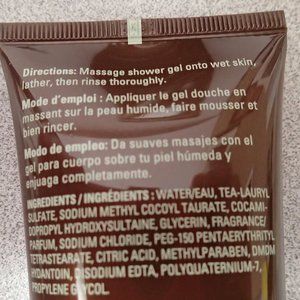 Directions: Massage shower gel onto wet skin,
lather, then rinse thoroughly.
Mode d'emploi : Appliquer le gel douche en
massant sur la peau humide, faire mousser et
bien rincer.
Modo de empleo: Da suaves masajes con el
gel para cuerpo sobre tu piel húmeda y
enjuaga completamente.
INGREDIENTS / INGRÉDIENTS : WATER/EAU, TEA-LAURYL
SULFATE, SODIUM METHYL COCOYL TAURATE, COCAMI-
DOPROPYL HYDROXYSULTAINE, GLYCERIN, FRAGRANCE/
PARFUM, SODIUM CHLORIDE, PEG-150 PENTAERYTHRITYL
TETRASTEARATE, CITRIC ACID, METHYLPARABEN, DMDM
HYDANTOIN, DISODIUM EDTA, POLYQUATERNIUM-7,
PROPYLENE GLYCOL.